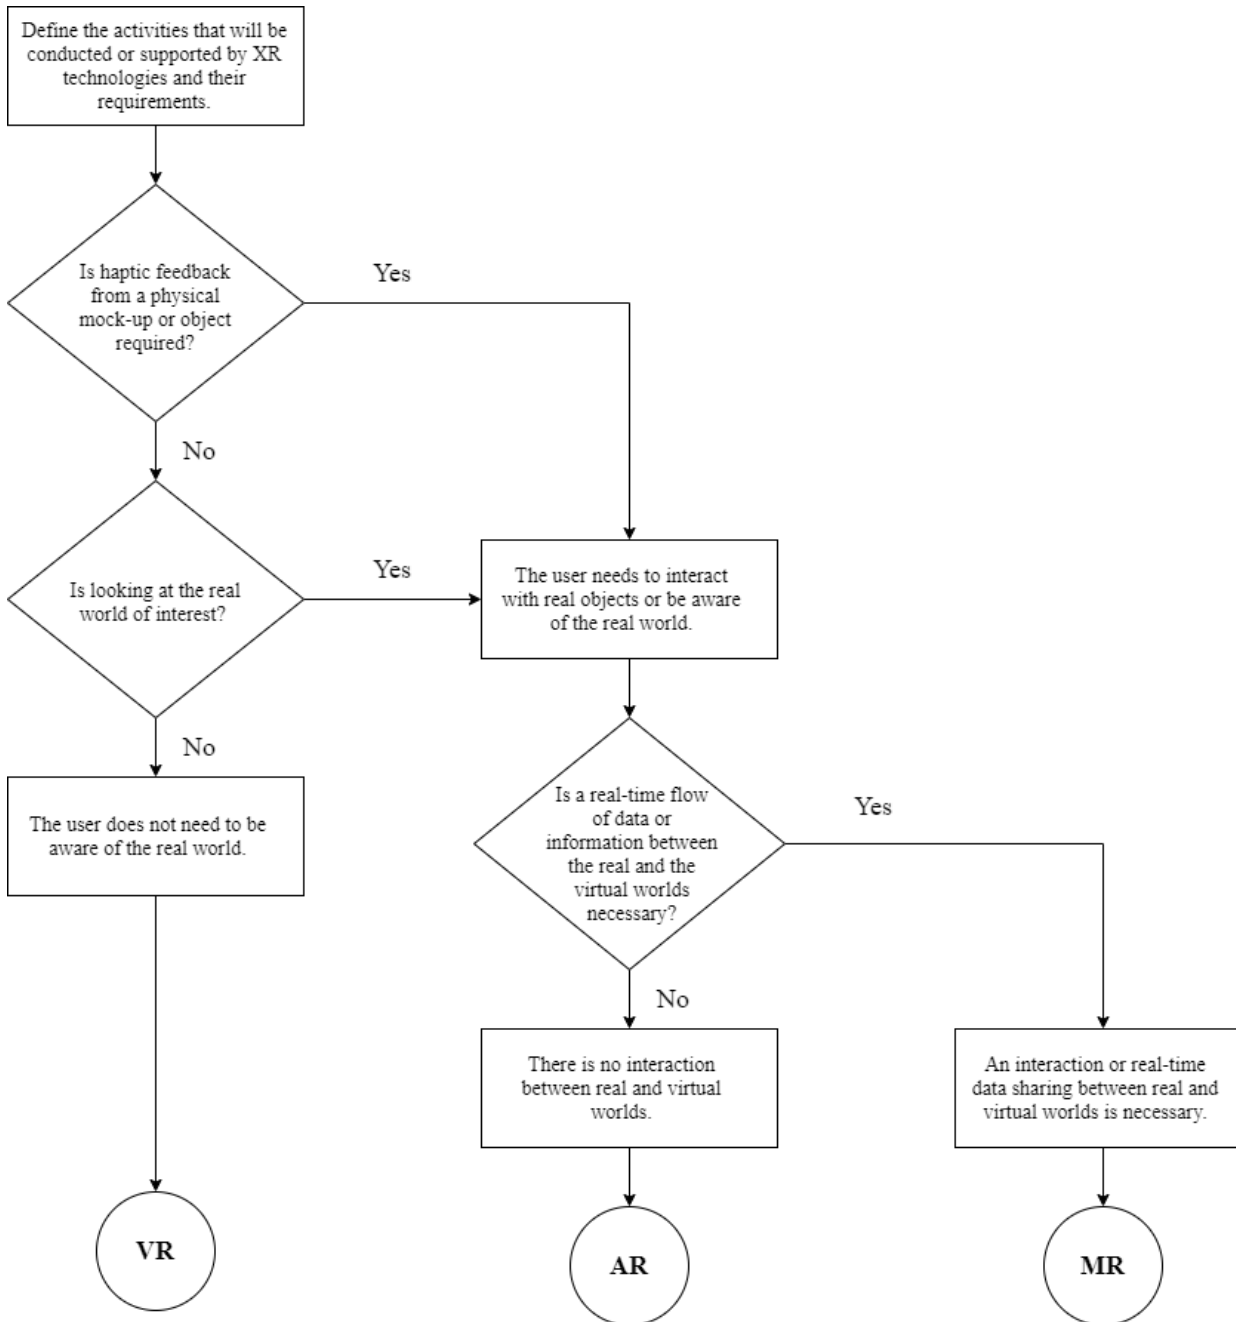 Define the activities that will be
conducted or supported by XR
technologies and their
requirements.
Is haptic feedback
from a physical
mock-up or object
required?
Yes
No
Is looking at the real
world of interest?
Yes
The user needs to interact
with real objects or be aware
of the real world.
No
The user does not need to be
aware of the real world.
Is a real-time flow
of data or
information between
the real and the
virtual worlds
necessary?
Yes
No
There is no interaction
between real and virtual
worlds.
An interaction or real-time
data sharing between real and
virtual worlds is necessary.
VR
AR
MR